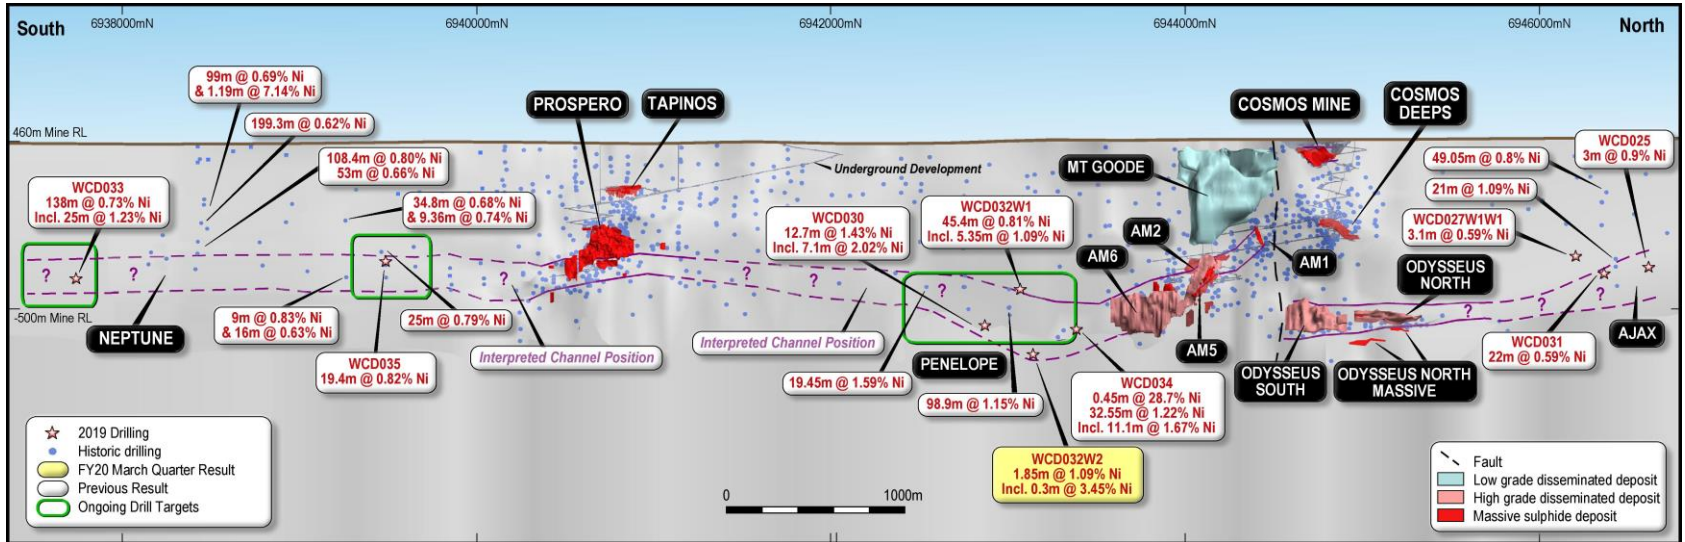 South
6938000mN
6940000mN
6942000mN
6944000mN
6946000mN
North
99m @ 0.69% Ni
& 1.19m @ 7.14% Ni
199.3m @ 0.62% Ni
108.4m @ 0.80% Ni
53m @ 0.66% Ni
PROSPERO
TAPINOS
COSMOS MINE
COSMOS
DEEPS
460m Mine RL
WCD025
3m @ 0.9% Ni
49.05m @ 0.8% Ni
21m @ 1.09% Ni
Underground Development
MT GOODE
WCD033
138m @ 0.73% Ni
Incl. 25m @ 1.23% Ni
34.8m @ 0.68% Ni
& 9.36m @ 0.74% Ni
WCD030
12.7m @ 1.43% Ni
Incl. 7.1m @ 2.02% Ni
WCD032W1
45.4m @ 0.81% Ni
Incl. 5.35m @ 1.09% Ni
AM2
AM6
AM1
WCD027W1W1
3.1m @ 0.59% Ni
ODYSSEUS
NORTH
?
?
?
?
?
?
?
?
?
?
?
-500m Mine RL
NEPTUNE
9m @ 0.83% Ni
& 16m @ 0.63% Ni
25m @ 0.79% Ni
WCD035
19.4m @ 0.82% Ni
Interpreted Channel Position
Interpreted Channel Position
PENELOPE
19.45m @ 1.59% Ni
98.9m @ 1.15% Ni
WCD034
0.45m @ 28.7% Ni
32.55m @ 1.22% Ni
Incl. 11.1m @ 1.67% Ni
AM5
ODYSSEUS
SOUTH
ODYSSEUS NORTH
MASSIVE
WCD031
22m @ 0.59% Ni
AJAX
WCD032W2
1.85m @ 1.09% Ni
Incl. 0.3m @ 3.45% Ni
2019 Drilling
Historic drilling
FY20 March Quarter Result
Previous Result
Ongoing Drill Targets
0
1000m
Fault
Low grade disseminated deposit
High grade disseminated deposit
Massive sulphide deposit